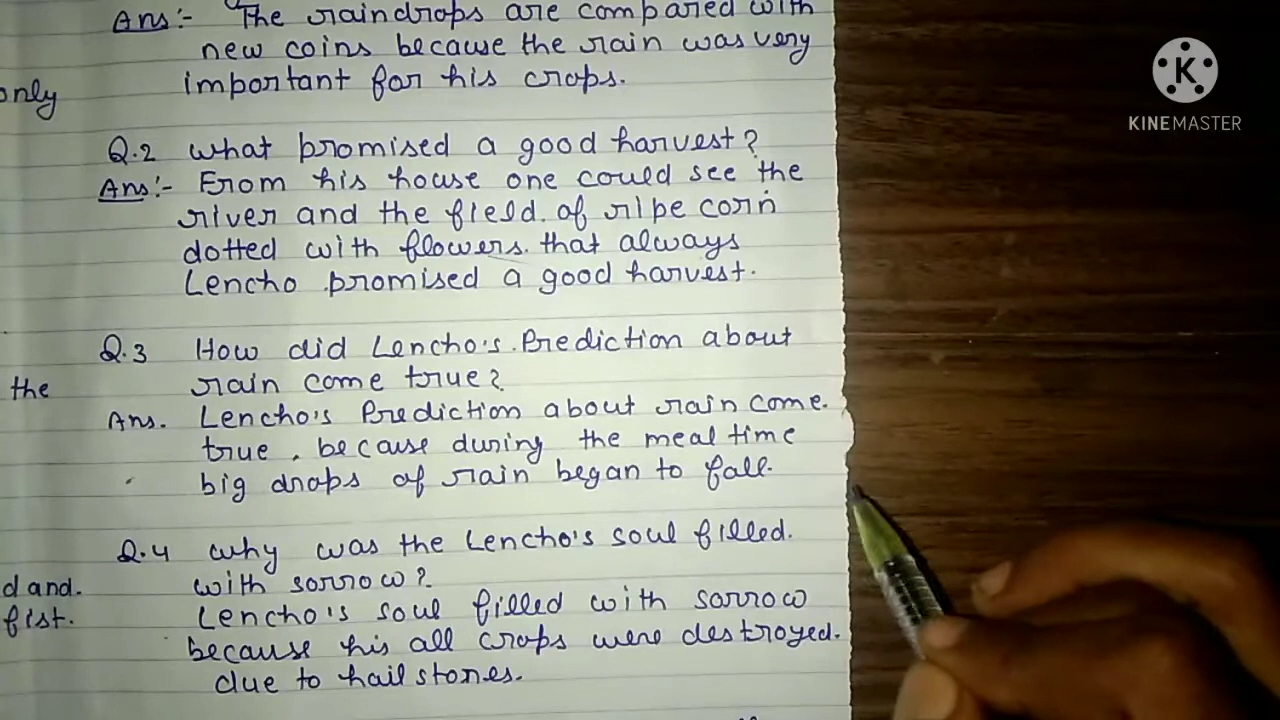 Ans:- The raindrops are compared with
new coins because the rain was very
important for his crops.
only
Q.2 what promised a good harvest?
Ans:- From his house one could see the
river and the field. of ripe corn
dotted with flowers. that always
Lencho promised a good harvest.
Q.3 How did Lencho's. Prediction about
the
rain come true?
Ans. Lencho's Prediction about rain come.
true, because during the meal time
big drops of rain began to fall.
Q.4 why was the Lencho's soul filled.
d and.
with sorrow?
fist.
Lencho's soul filled with sorrow
because his all crops were destroyed.
due to hail stones.
K
KINEMASTER